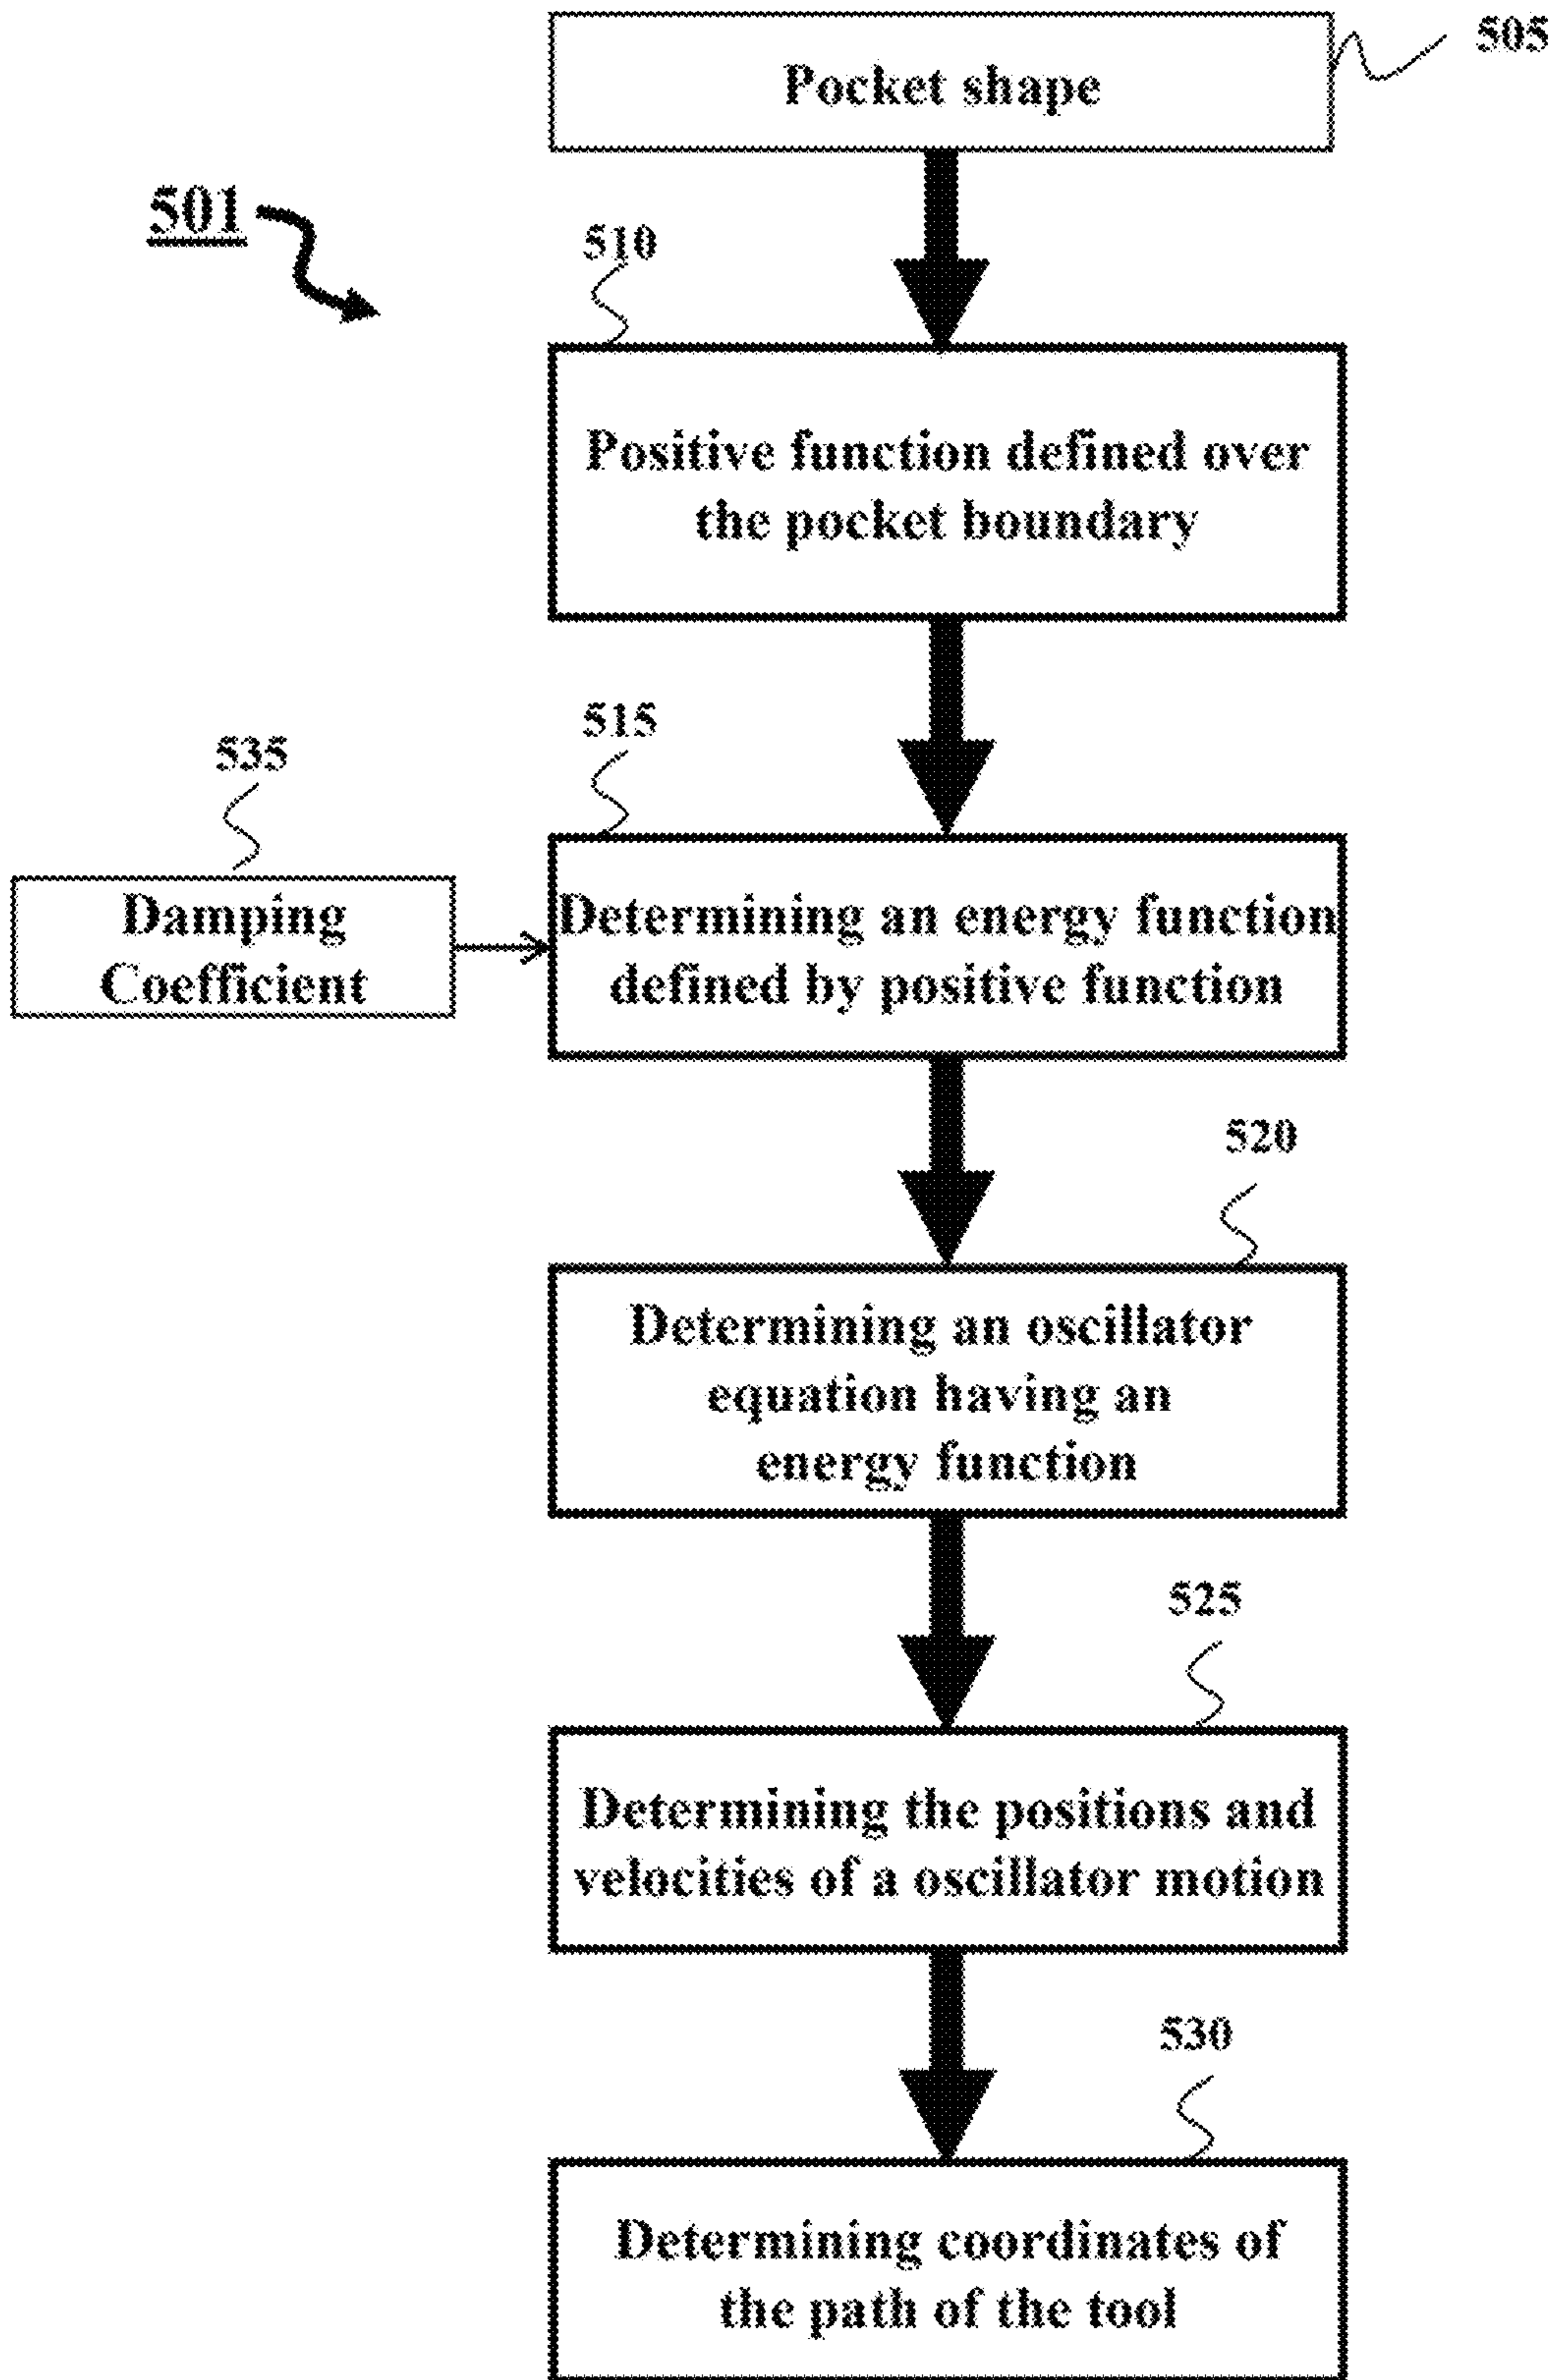 505
Pocket shape
501
510
Positive function defined over
the pocket boundary
515
535
Damping
Coefficient
Determining an energy function
defined by positive function
520
Determining an oscillator
equation having an
energy function
525
Determining the positions and
velocities of a oscillator motion
530
Determining coordinates of
the path of the tool